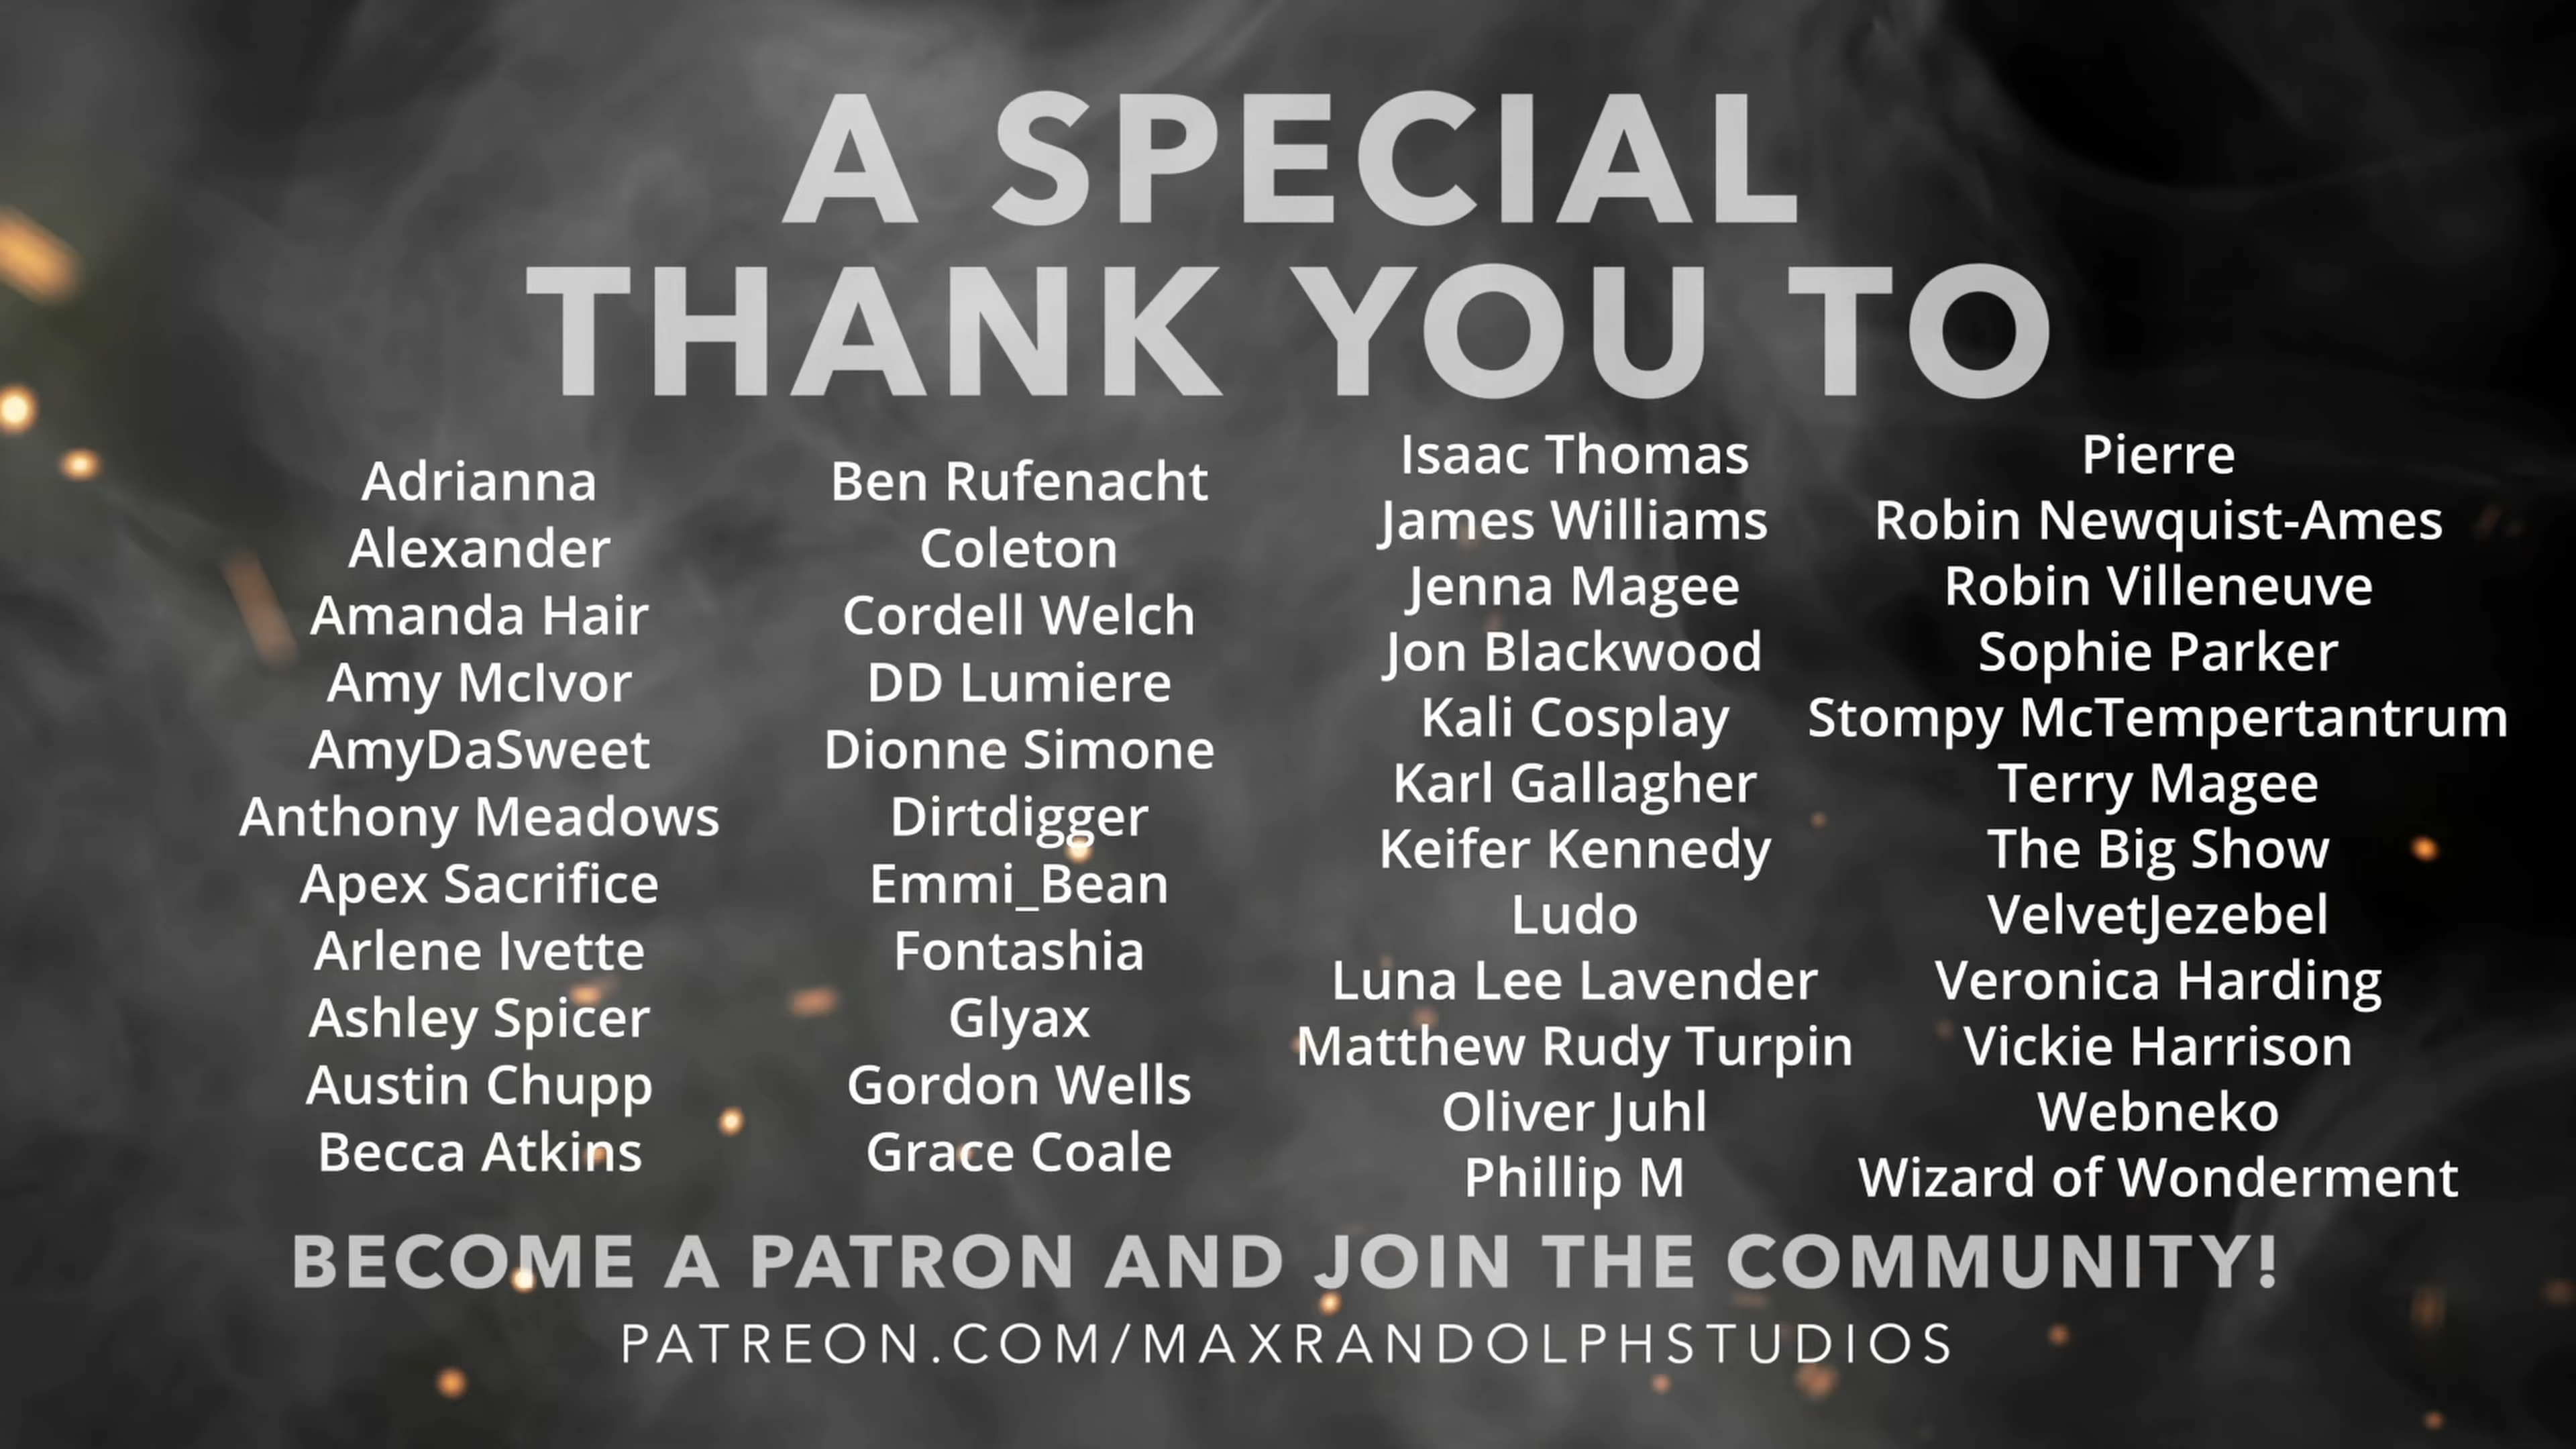 A SPECIAL
THANK YOU TO
Adrianna
Alexander
Amanda Hair
Amy McIvor
AmyDaSweet
Anthony Meadows
Apex Sacrifice
Arlene Ivette
Ashley Spicer
Austin Chupp
Becca Atkins
Ben Rufenacht
Coleton
Cordell Welch
DD Lumiere
Dionne Simone
Dirtdigger
Emmi_Bean
Fontashia
Glyax
Gordon Wells
Grace Coale
Isaac Thomas
James Williams
Jenna Magee
Jon Blackwood
Kali Cosplay
Karl Gallagher
Keifer Kennedy
Ludo
Luna Lee Lavender
Matthew Rudy Turpin
Oliver Juhl
Phillip M
Pierre
Robin Newquist-Ames
Robin Villeneuve
Sophie Parker
Stompy McTempertantrum
Terry Magee
The Big Show
VelvetJezebel
Veronica Harding
Vickie Harrison
Webneko
Wizard of Wonderment
BECOME A PATRON AND JOIN THE COMMUNITY!
PATREON.COM/MAXRANDOLPHSTUDIOS